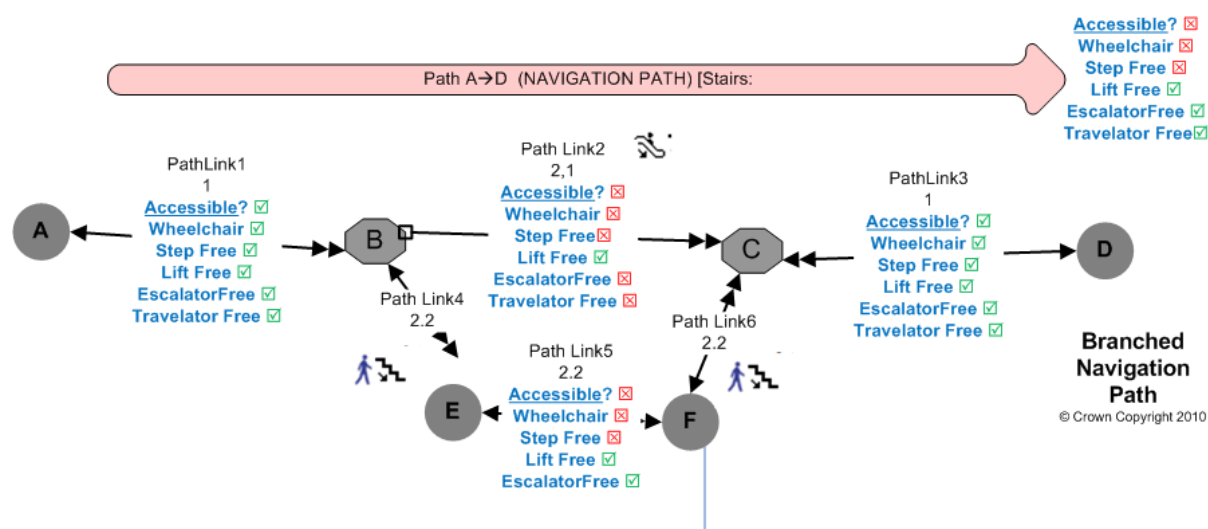 Accessible? ☒
Wheelchair ☒
Step Free ☒
Lift Free ☑
EscalatorFree ☑
Travelator Free☑
Path A→D (NAVIGATION PATH) [Stairs:
PathLink1
1
Accessible? ☑
Wheelchair ☑
Step Free ☑
Lift Free ☑
EscalatorFree ☑
Travelator Free ☑
Path Link2
2,1
Accessible? ☒
Wheelchair ☒
Step Free☒
Lift Free ☑
EscalatorFree ☒
Travelator Free ☒
PathLink3
1
Accessible? ☑
Wheelchair ☑
Step Free ☑
Lift Free ☑
EscalatorFree ☑
Travelator Free ☑
A
B
C
D
Path Link4
2.2
Path Link6
2.2
Path Link5
2.2
Accessible? ☒
Wheelchair ☒
Step Free ☒
Lift Free ☑
EscalatorFree ☑
E
F
Branched
Navigation
Path
© Crown Copyright 2010